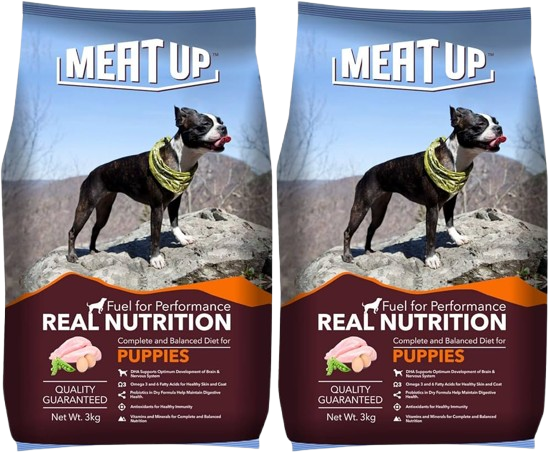 MEAT UP™
Fuel for Performance
REAL NUTRITION
Complete and Balanced Diet for
PUPPIES
DHA Supports Optimum Development of Brain &
Nervous System
Omega 3 and 6 Fatty Acids for Healthy Skin and Coat
Probiotics in Dry Formula Help Maintain Digestive
Health.
Antioxidants for Healthy Immunity
Vitamins and Minerals for Complete and Balanced
Nutrition
QUALITY
GUARANTEED
Net Wt. 3kg
MEAT UP™
Fuel for Performance
REAL NUTRITION
Complete and Balanced Diet for
PUPPIES
DHA Supports Optimum Development of Brain &
Nervous System
Omega 3 and 6 Fatty Acids for Healthy Skin and Coat
Probiotics in Dry Formula Help Maintain Digestive
Health.
Antioxidants for Healthy Immunity
Vitamins and Minerals for Complete and Balanced
Nutrition
QUALITY
GUARANTEED
Net Wt. 3kg